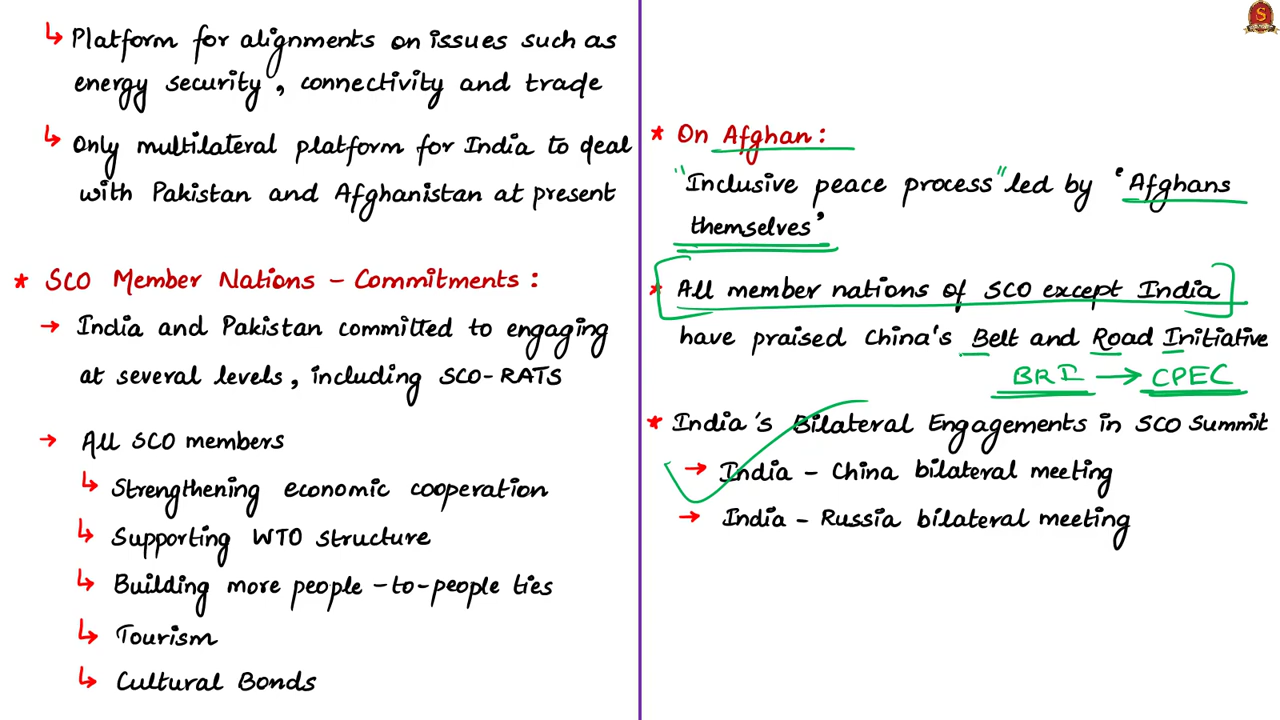 ↳ Platform for alignments on issues such as
energy security, connectivity and trade
↳ Only multilateral platform for India to deal
with Pakistan and Afghanistan at present
* SCO Member Nations - Commitments :
→ India and Pakistan committed to engaging
at several levels, including SCO-RATS
→ All SCO members
↳ Strengthening economic cooperation
↳ Supporting WTO structure
↳ Building more people-to-people ties
↳ Tourism
↳ Cultural Bonds
* On Afghan :
"Inclusive peace process" led by 'Afghans
themselves'
* All member nations of SCO except India
have praised China's Belt and Road Initiative
BRI → CPEC
* India's Bilateral Engagements in SCO Summit
→ India - China bilateral meeting
→ India - Russia bilateral meeting
S